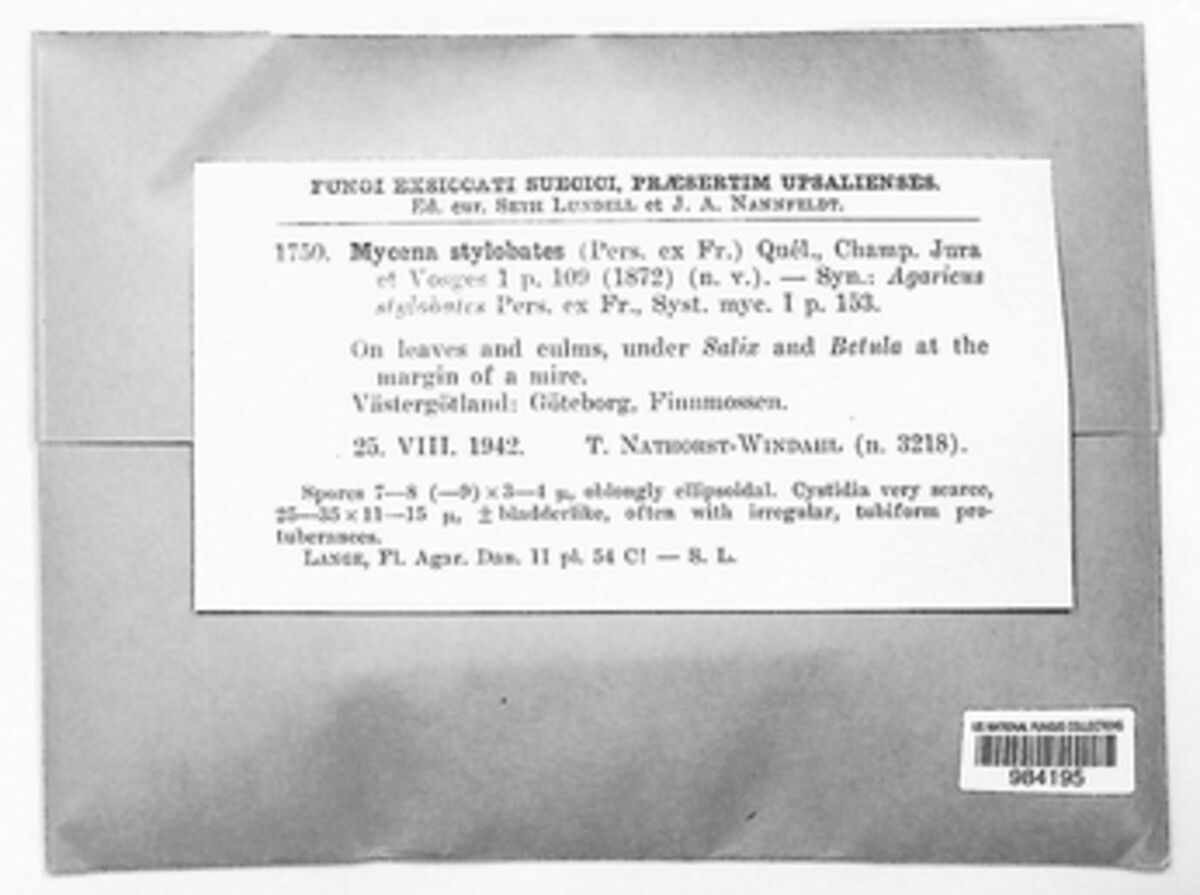 FUNGI EXSICCATI SUECICI, PRÆSERTIM UPSALIENSES.
Ed. cur. SETH LUNDELL et J. A. NANNFELDT.
1750. Mycena stylobates (Pers. ex Fr.) Quél., Champ. Jura
et Vosges I p. 109 (1872) (n. v.). — Syn.: Agaricus
stylobates Pers. ex Fr., Syst. myc. I p. 153.
On leaves and culms, under Salix and Betula at the
margin of a mire.
Västergötland: Göteborg, Finnmossen.
25. VIII. 1942. T. NATHORST-WINDAHL (n. 3218).
Spores 7—8 (—9) × 3—4 µ, oblongly ellipsoidal. Cystidia very scarce,
25—35 × 11—15 µ, ± bladderlike, often with irregular, tubiform pro-
tuberances.
LANGE, Fl. Agar. Dan. II pl. 54 C! — S. L.
US NATIONAL FUNGUS COLLECTIONS
984195